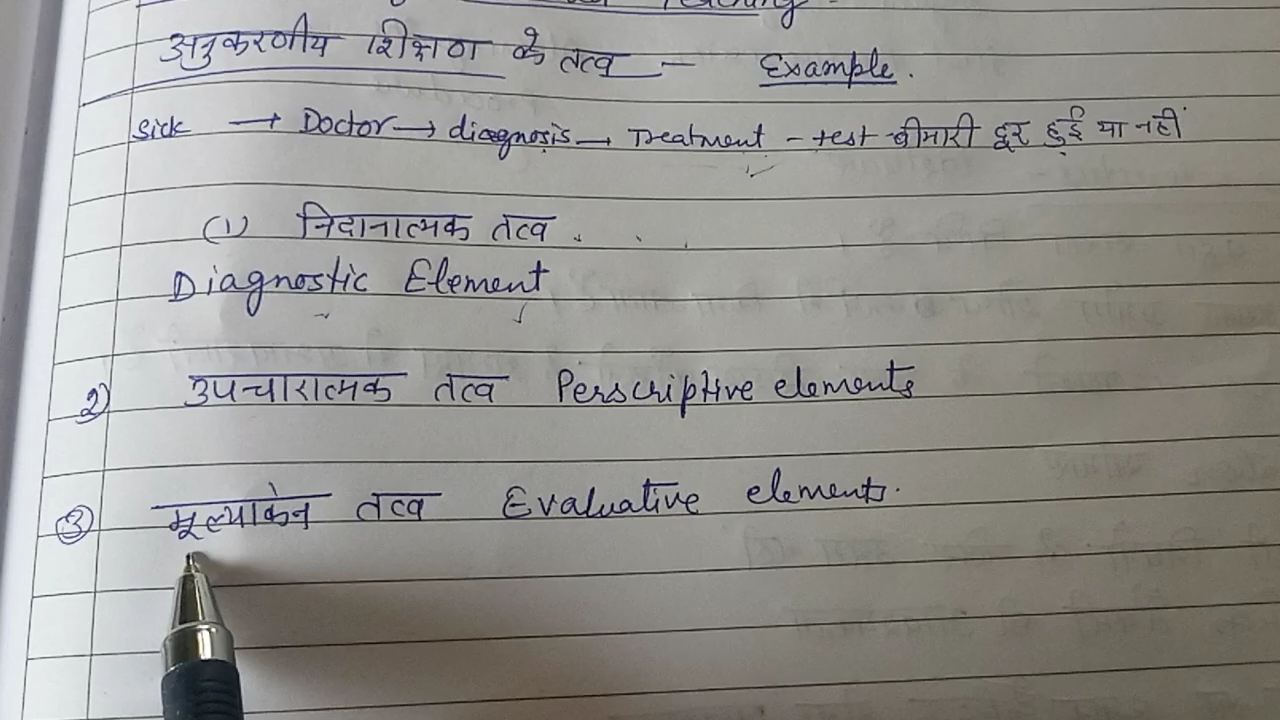 Teaching
अनुकरणीय शिक्षण के तत्व — Example.
Sick → Doctor → diagnosis → Treatment - test बीमारी दूर हुई या नहीं
(1) निदानात्मक तत्व .
Diagnostic Element
2) उपचारात्मक तत्व Perscriptive elements
③ मूल्याकंन तत्व Evaluative elements.